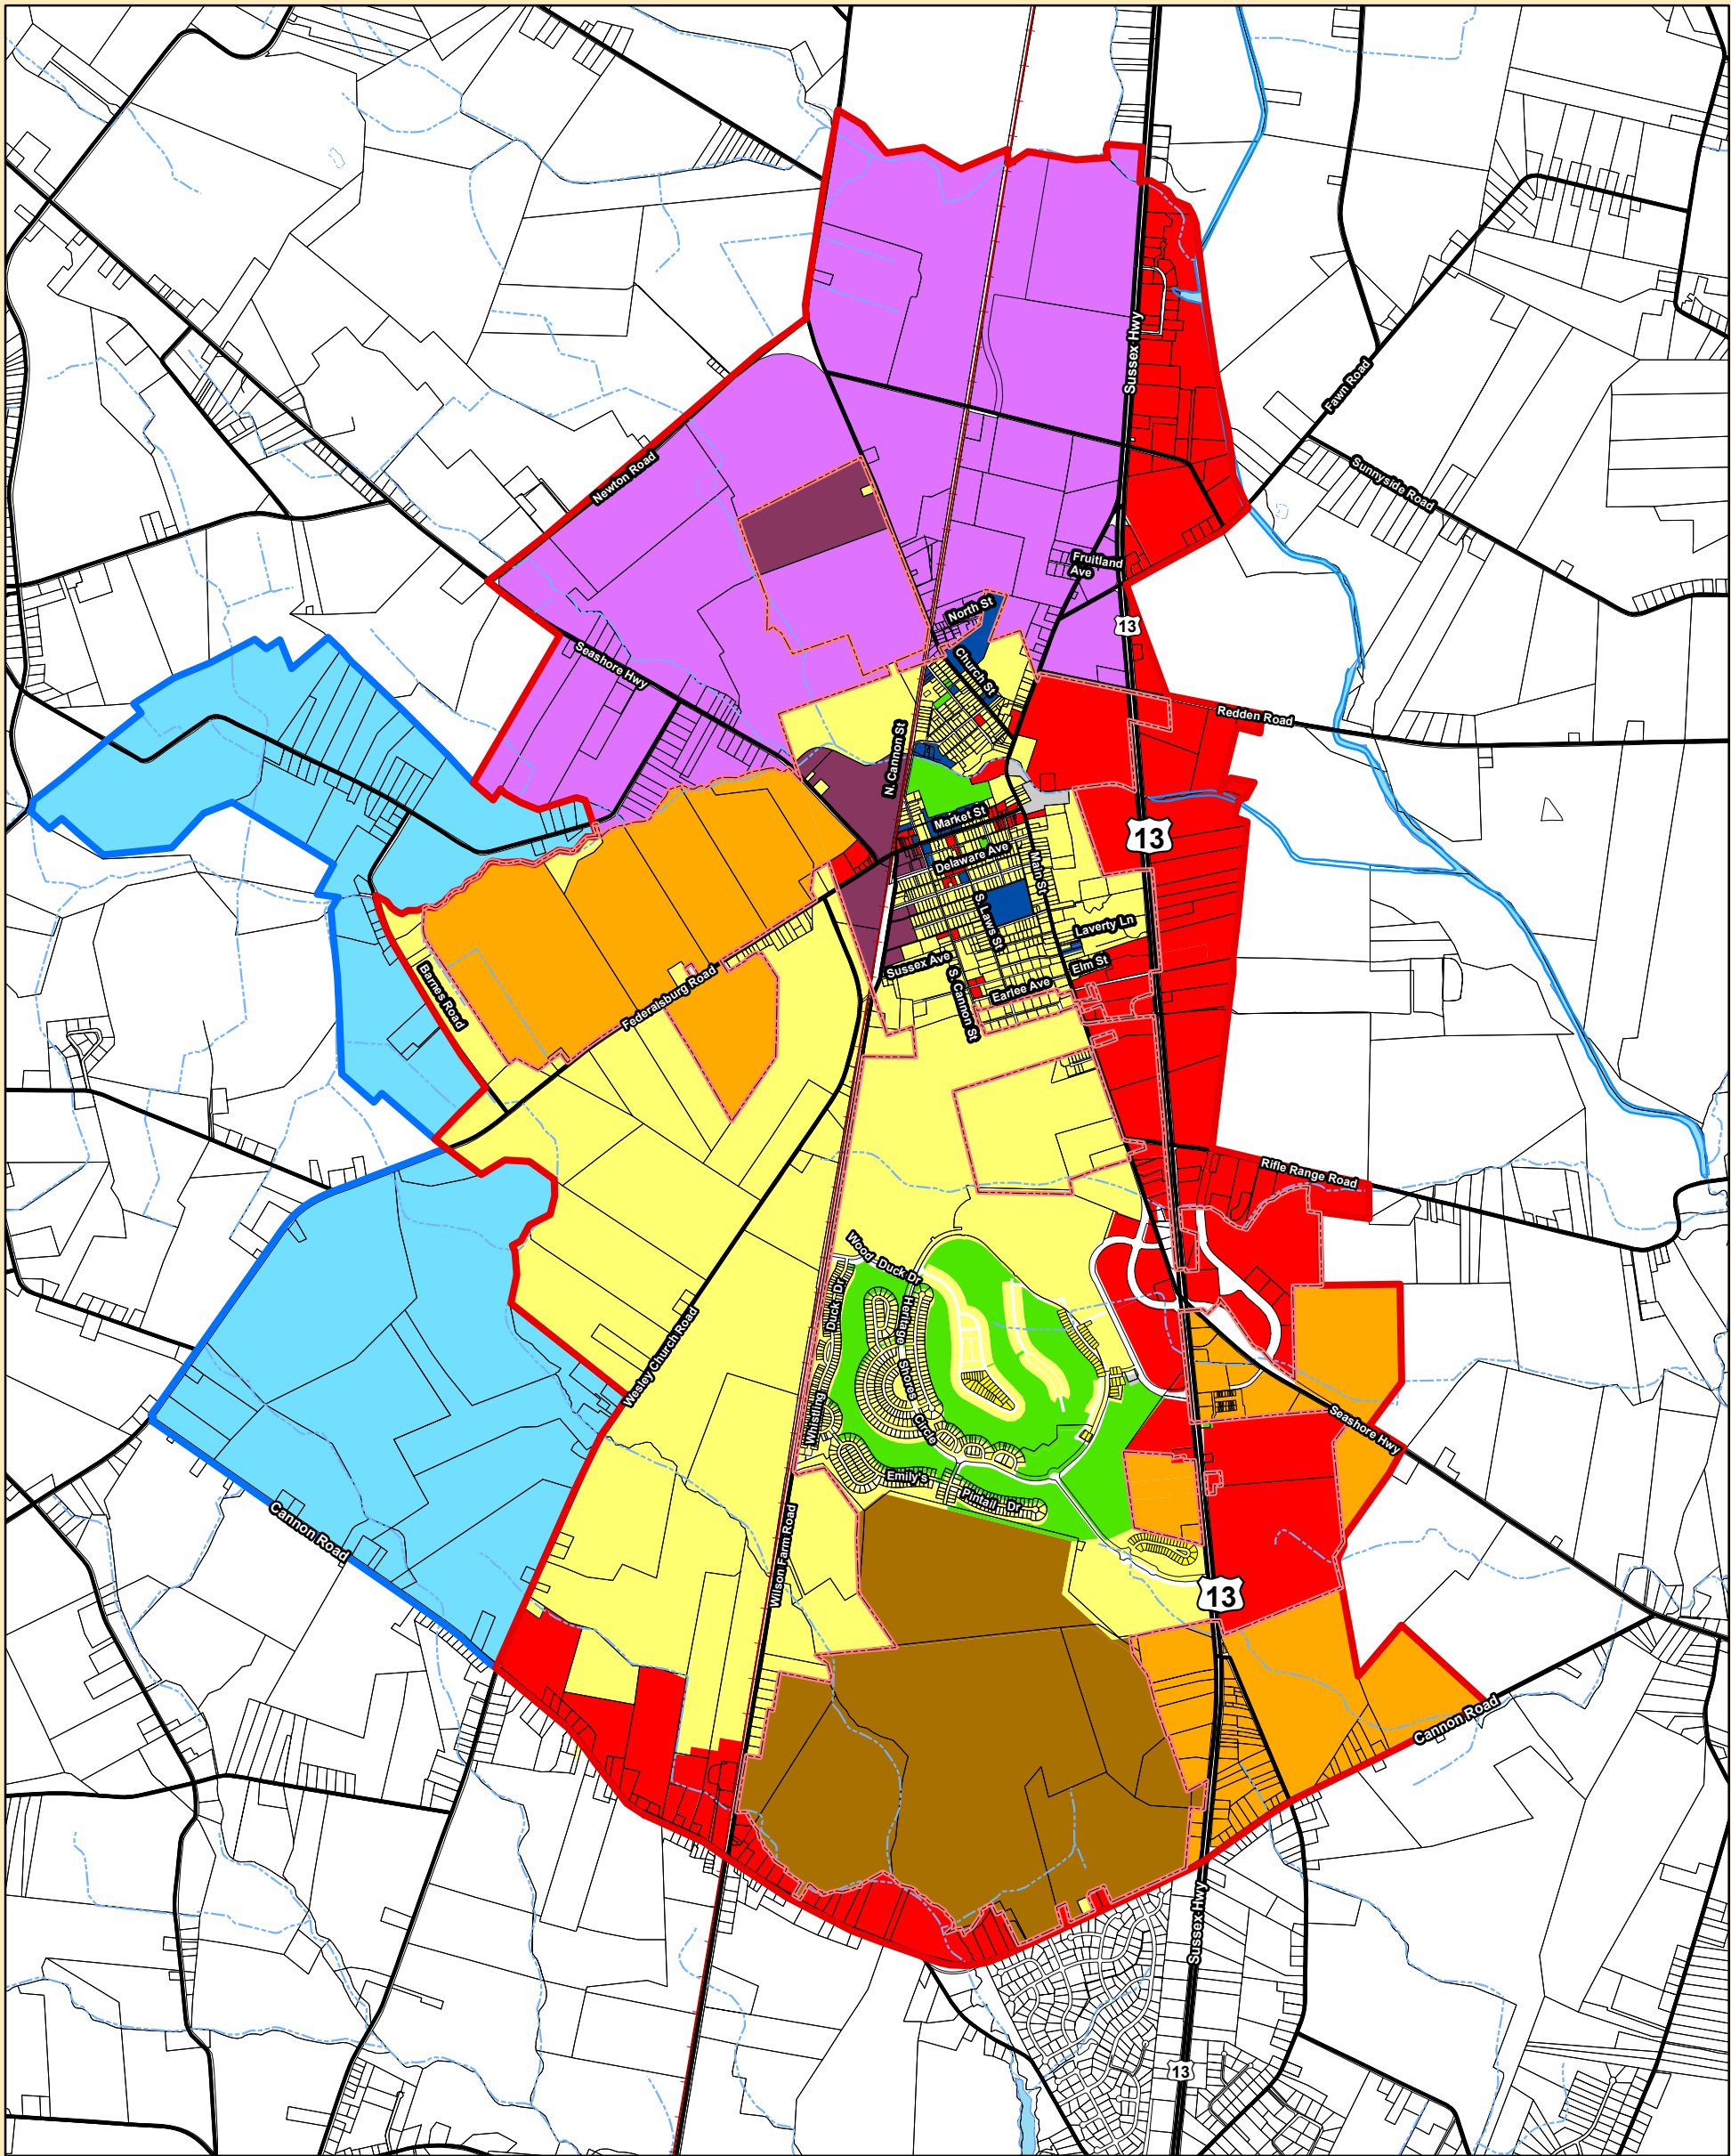 Sussex Hwy
Fawn Road
Newton Road
Sunnyside Road
Fruitland
Ave
North St
13
Seashore Hwy
Church St
Redden Road
N. Cannon St
Market St
13
Delaware Ave
Main St
S. Laws St
Laverty Ln
Sussex Ave
Elm St
Barnes Road
Federalsburg Road
S. Cannon St
Earlee Ave
Rifle Range Road
Wood Duck Dr
Whistling Duck Dr
Heritage Shores Circle
Wesley Church Road
Seashore Hwy
Emily's Pintail Dr
Cannon Road
Wilson Farm Road
13
Cannon Road
Sussex Hwy
13